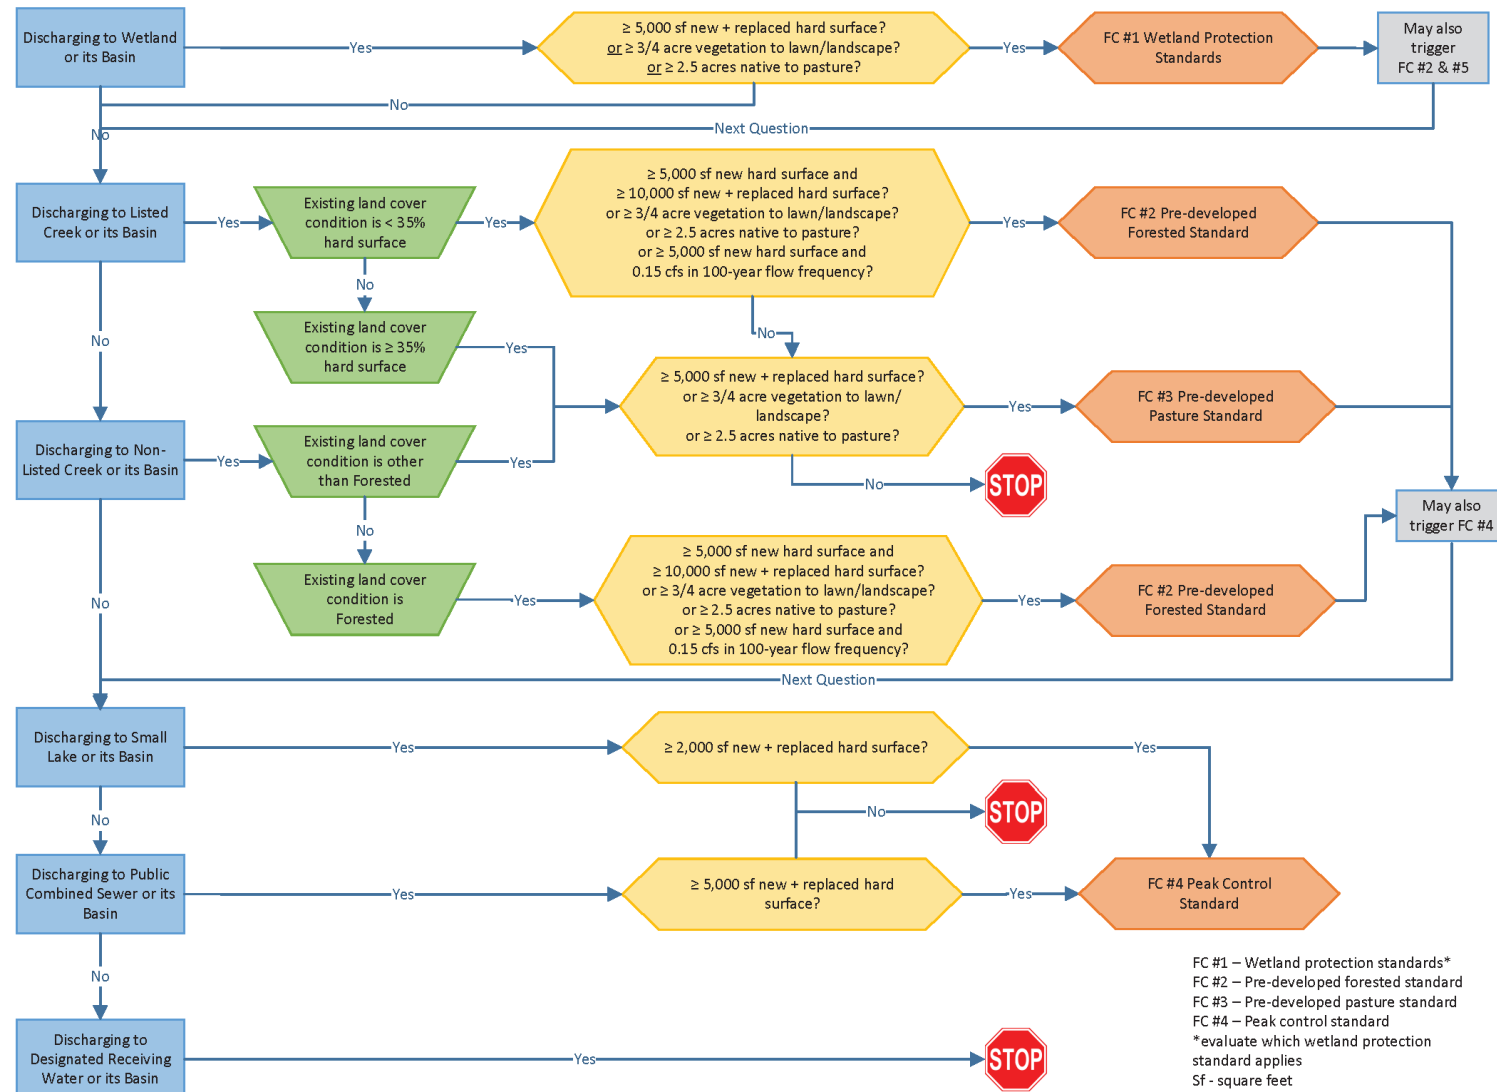 Discharging to Wetland
or its Basin
Yes
≥ 5,000 sf new + replaced hard surface?
or ≥ 3/4 acre vegetation to lawn/landscape?
or ≥ 2.5 acres native to pasture?
Yes
FC #1 Wetland Protection
Standards
May also
trigger
FC #2 & #5
No
Next Question
No
Discharging to Listed
Creek or its Basin
Yes
Existing land cover
condition is < 35%
hard surface
Yes
≥ 5,000 sf new hard surface and
≥ 10,000 sf new + replaced hard surface?
or ≥ 3/4 acre vegetation to lawn/landscape?
or ≥ 2.5 acres native to pasture?
or ≥ 5,000 sf new hard surface and
0.15 cfs in 100-year flow frequency?
Yes
FC #2 Pre-developed
Forested Standard
No
No
No
Existing land cover
condition is ≥ 35%
hard surface
Yes
≥ 5,000 sf new + replaced hard surface?
or ≥ 3/4 acre vegetation to lawn/
landscape?
or ≥ 2.5 acres native to pasture?
Yes
FC #3 Pre-developed
Pasture Standard
Discharging to Non-
Listed Creek or its Basin
Yes
Existing land cover
condition is other
than Forested
Yes
No
STOP
May also
trigger FC #4
No
No
Existing land cover
condition is
Forested
Yes
≥ 5,000 sf new hard surface and
≥ 10,000 sf new + replaced hard surface?
or ≥ 3/4 acre vegetation to lawn/landscape?
or ≥ 2.5 acres native to pasture?
or ≥ 5,000 sf new hard surface and
0.15 cfs in 100-year flow frequency?
Yes
FC #2 Pre-developed
Forested Standard
Next Question
Discharging to Small
Lake or its Basin
Yes
≥ 2,000 sf new + replaced hard surface?
Yes
No
No
STOP
Discharging to Public
Combined Sewer or its
Basin
Yes
≥ 5,000 sf new + replaced hard
surface?
Yes
FC #4 Peak Control
Standard
No
Discharging to
Designated Receiving
Water or its Basin
Yes
STOP
FC #1 – Wetland protection standards*
FC #2 – Pre-developed forested standard
FC #3 – Pre-developed pasture standard
FC #4 – Peak control standard
*evaluate which wetland protection
standard applies
Sf - square feet